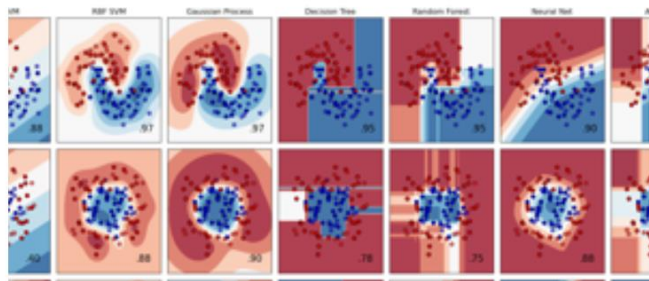 RBF SVM Gaussian Process Decision Tree Random Forest Neural Net A
.88 .97 .97 .95 .95 .90
.40 .88 .90 .78 .75 .88